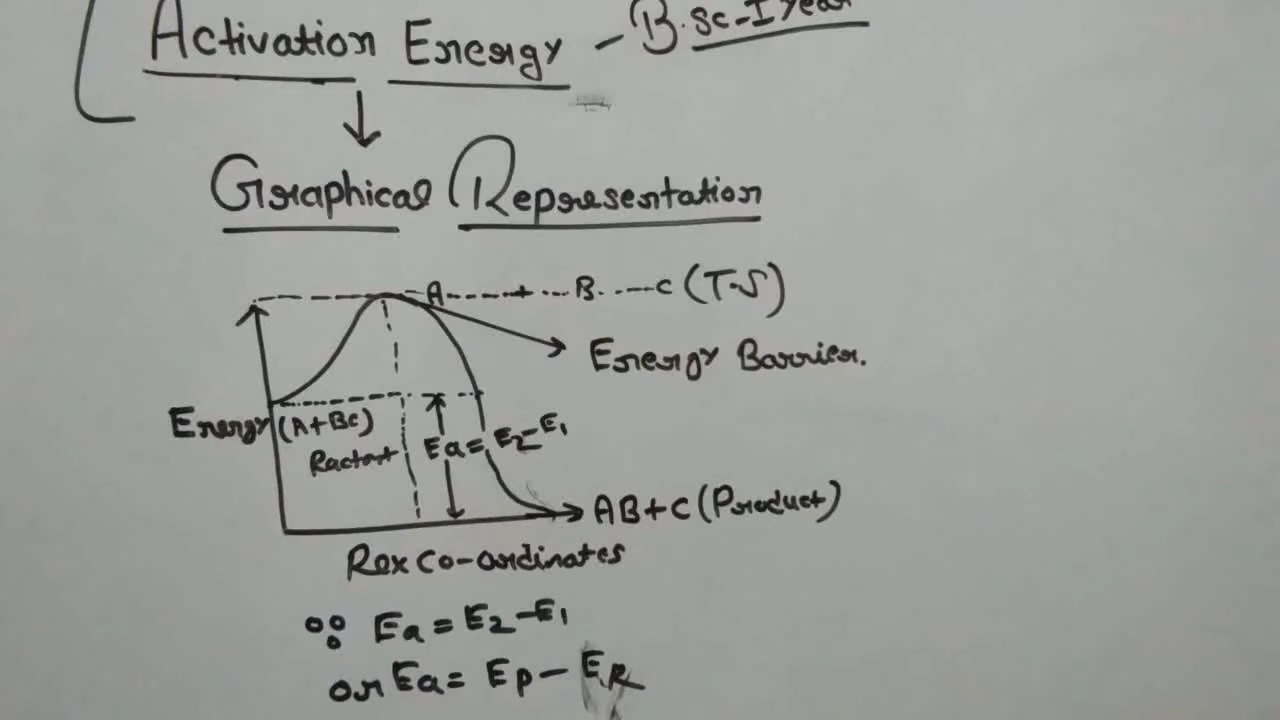 Activation Energy - B.sc-I year
Graphical Representation
A-----+---B.----c (T.S)
Energy Barrier.
Energy (A+BC)
Ractant
Ea = E2-E1
AB+C (Product)
Rex Co-ordinates
Ea = E2-E1
or Ea = Ep - ER